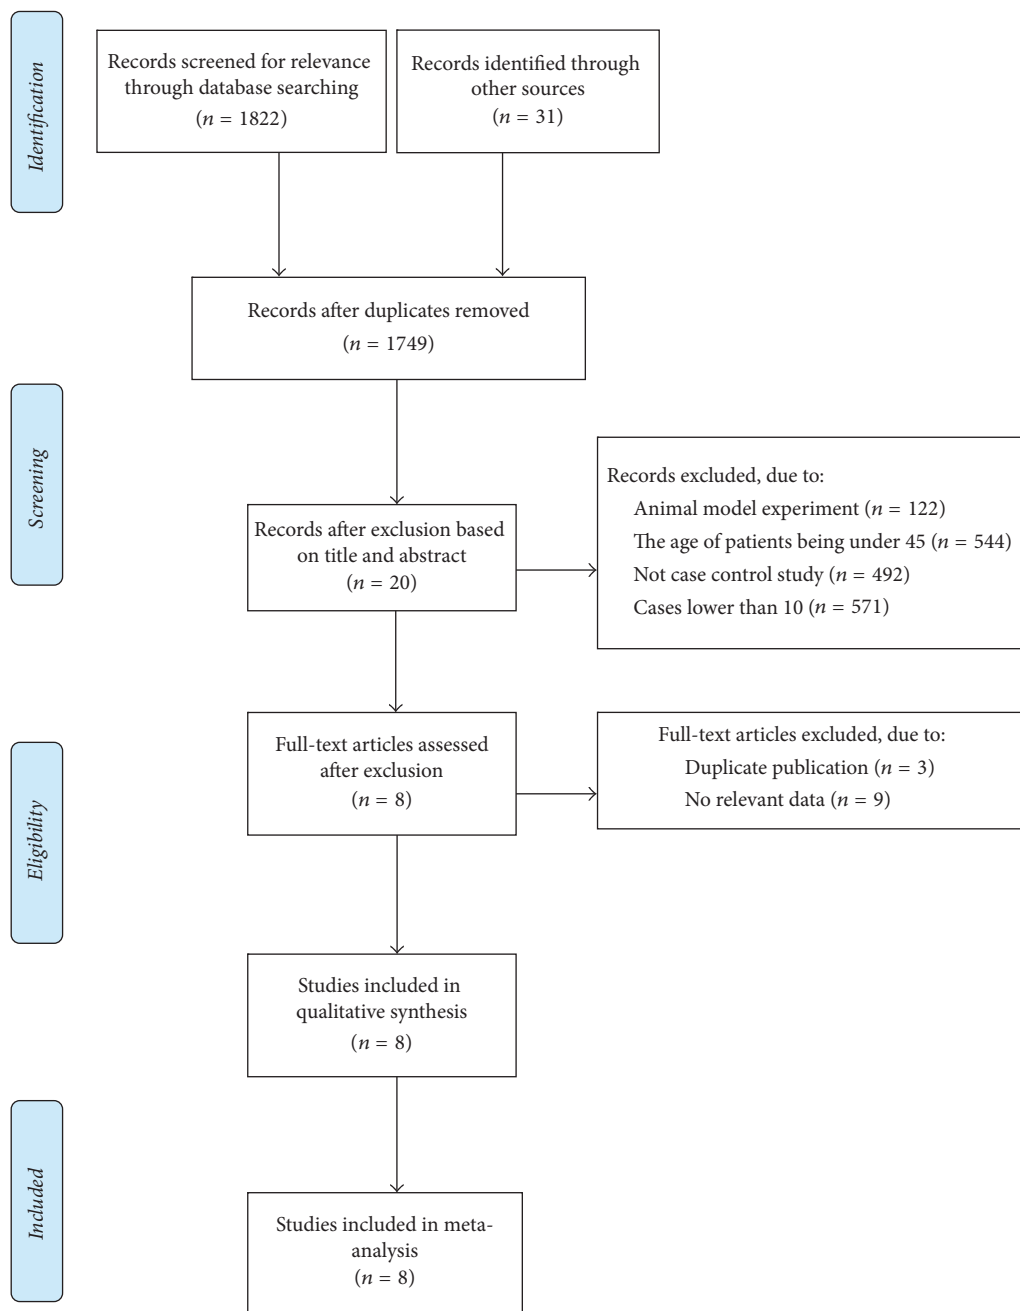 Identification
Records screened for relevance
through database searching
(n = 1822)
Records identified through
other sources
(n = 31)
Records after duplicates removed
(n = 1749)
Screening
Records after exclusion based
on title and abstract
(n = 20)
Records excluded, due to:
Animal model experiment (n = 122)
The age of patients being under 45 (n = 544)
Not case control study (n = 492)
Cases lower than 10 (n = 571)
Eligibility
Full-text articles assessed
after exclusion
(n = 8)
Full-text articles excluded, due to:
Duplicate publication (n = 3)
No relevant data (n = 9)
Studies included in
qualitative synthesis
(n = 8)
Included
Studies included in meta-
analysis
(n = 8)